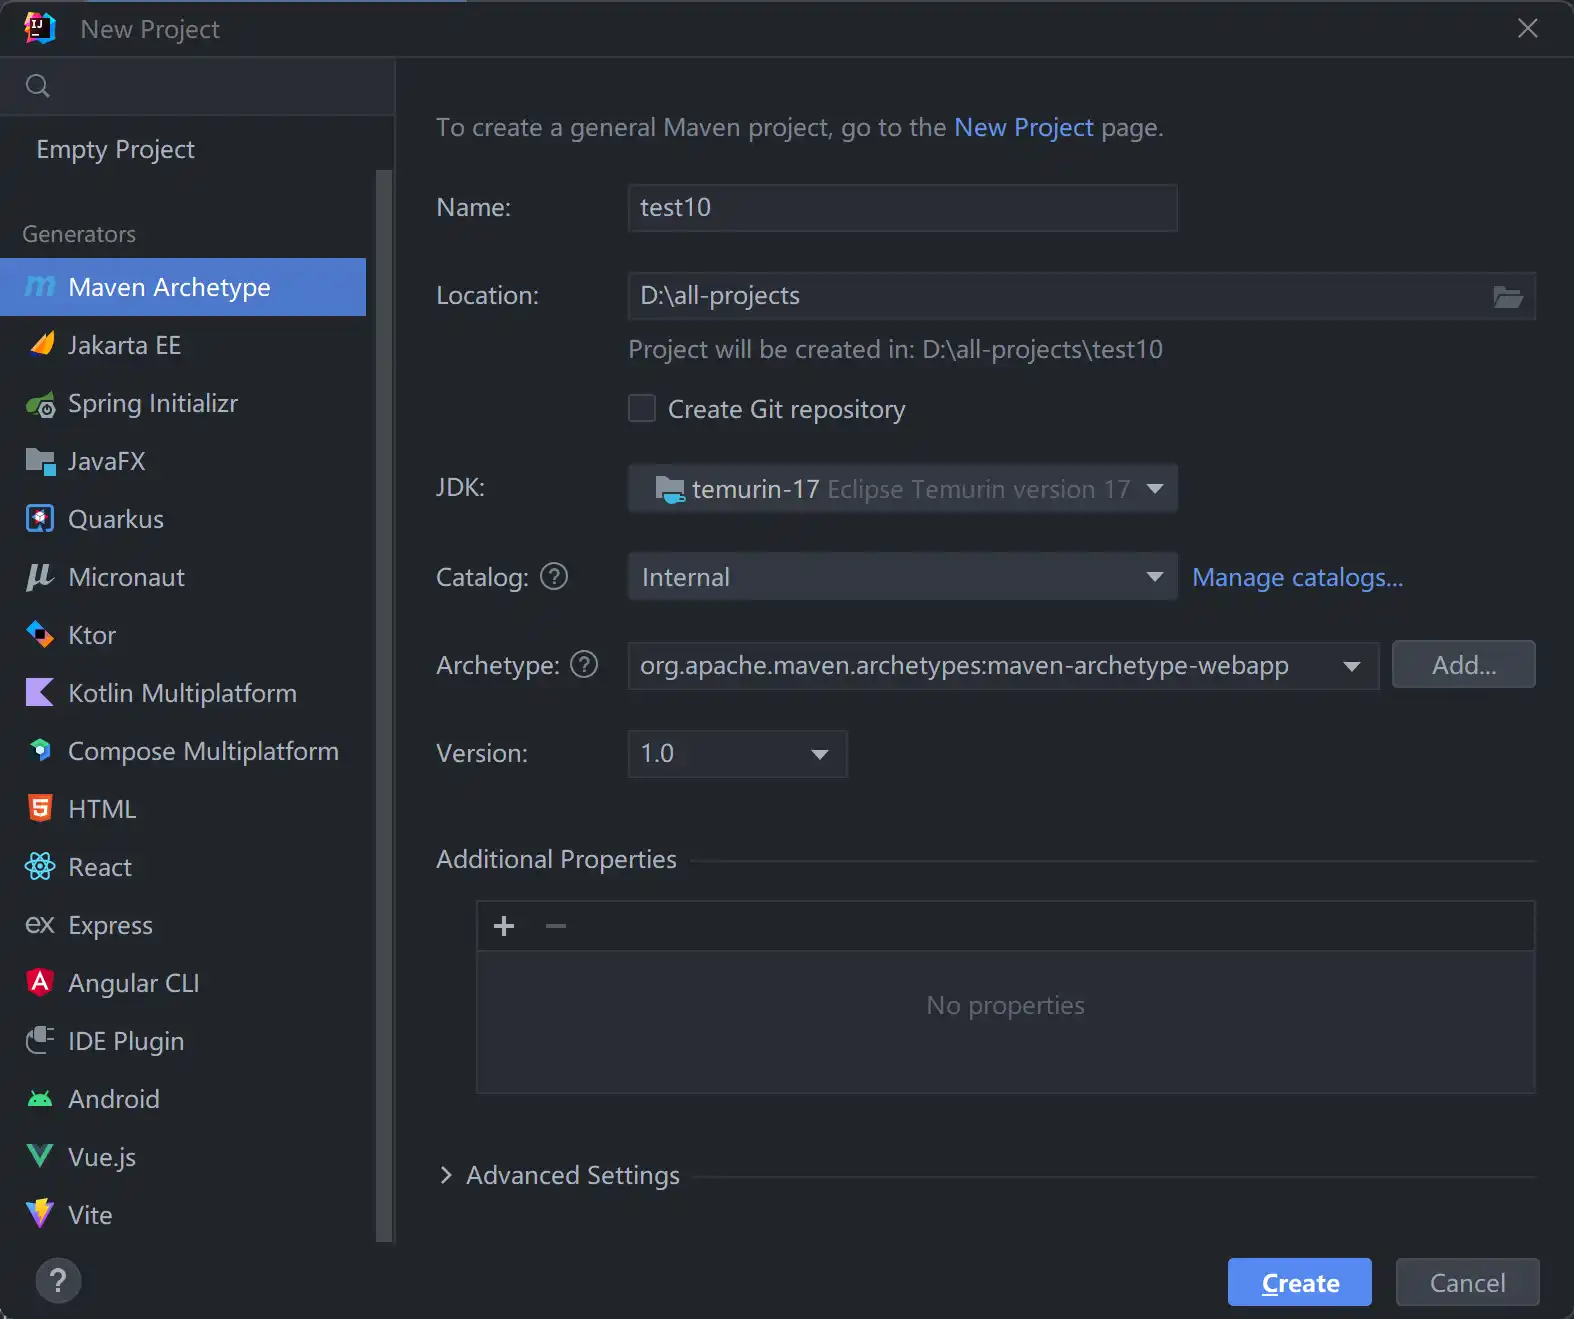 New Project
Empty Project
Generators
Maven Archetype
Jakarta EE
Spring Initializr
JavaFX
Quarkus
Micronaut
Ktor
Kotlin Multiplatform
Compose Multiplatform
HTML
React
ex Express
Angular CLI
IDE Plugin
Android
Vue.js
Vite
To create a general Maven project, go to the New Project page.
Name: test10
Location: D:\all-projects
Project will be created in: D:\all-projects\test10
Create Git repository
JDK: temurin-17 Eclipse Temurin version 17
Catalog: ? Internal Manage catalogs...
Archetype: ? org.apache.maven.archetypes:maven-archetype-webapp Add...
Version: 1.0
Additional Properties
No properties
Advanced Settings
? Create Cancel